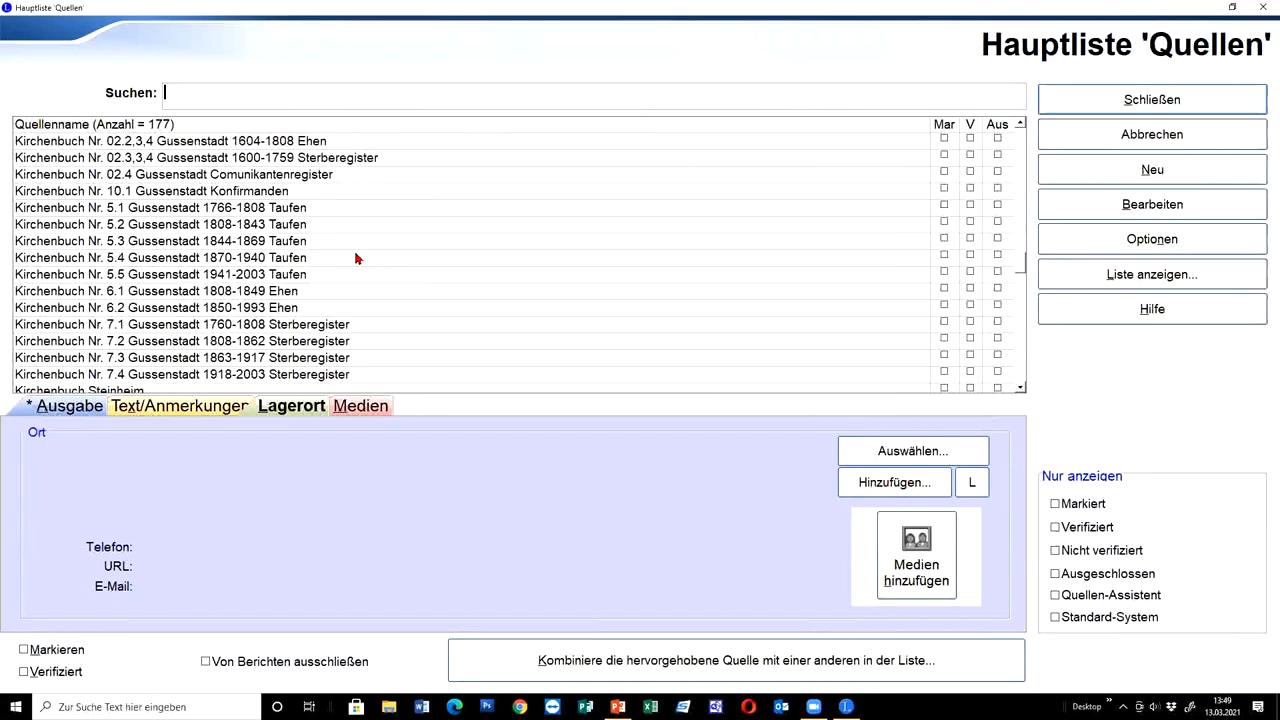 Hauptliste 'Quellen'
Hauptliste 'Quellen'
Suchen:
Schließen
Abbrechen
Neu
Bearbeiten
Optionen
Liste anzeigen...
Hilfe
Quellenname (Anzahl = 177) Mar V Aus
Kirchenbuch Nr. 02.2,3,4 Gussenstadt 1604-1808 Ehen
Kirchenbuch Nr. 02.3,3,4 Gussenstadt 1600-1759 Sterberegister
Kirchenbuch Nr. 02.4 Gussenstadt Comunikantenregister
Kirchenbuch Nr. 10.1 Gussenstadt Konfirmanden
Kirchenbuch Nr. 5.1 Gussenstadt 1766-1808 Taufen
Kirchenbuch Nr. 5.2 Gussenstadt 1808-1843 Taufen
Kirchenbuch Nr. 5.3 Gussenstadt 1844-1869 Taufen
Kirchenbuch Nr. 5.4 Gussenstadt 1870-1940 Taufen
Kirchenbuch Nr. 5.5 Gussenstadt 1941-2003 Taufen
Kirchenbuch Nr. 6.1 Gussenstadt 1808-1849 Ehen
Kirchenbuch Nr. 6.2 Gussenstadt 1850-1993 Ehen
Kirchenbuch Nr. 7.1 Gussenstadt 1760-1808 Sterberegister
Kirchenbuch Nr. 7.2 Gussenstadt 1808-1862 Sterberegister
Kirchenbuch Nr. 7.3 Gussenstadt 1863-1917 Sterberegister
Kirchenbuch Nr. 7.4 Gussenstadt 1918-2003 Sterberegister
Kirchenbuch Steinheim
* Ausgabe Text/Anmerkungen Lagerort Medien
Ort
Auswählen...
Hinzufügen... L
Medien
hinzufügen
Telefon:
URL:
E-Mail:
Nur anzeigen
Markiert
Verifiziert
Nicht verifiziert
Ausgeschlossen
Quellen-Assistent
Standard-System
Markieren
Verifiziert
Von Berichten ausschließen
Kombiniere die hervorgehobene Quelle mit einer anderen in der Liste...
Zur Suche Text hier eingeben
Desktop
13:49
13.03.2021